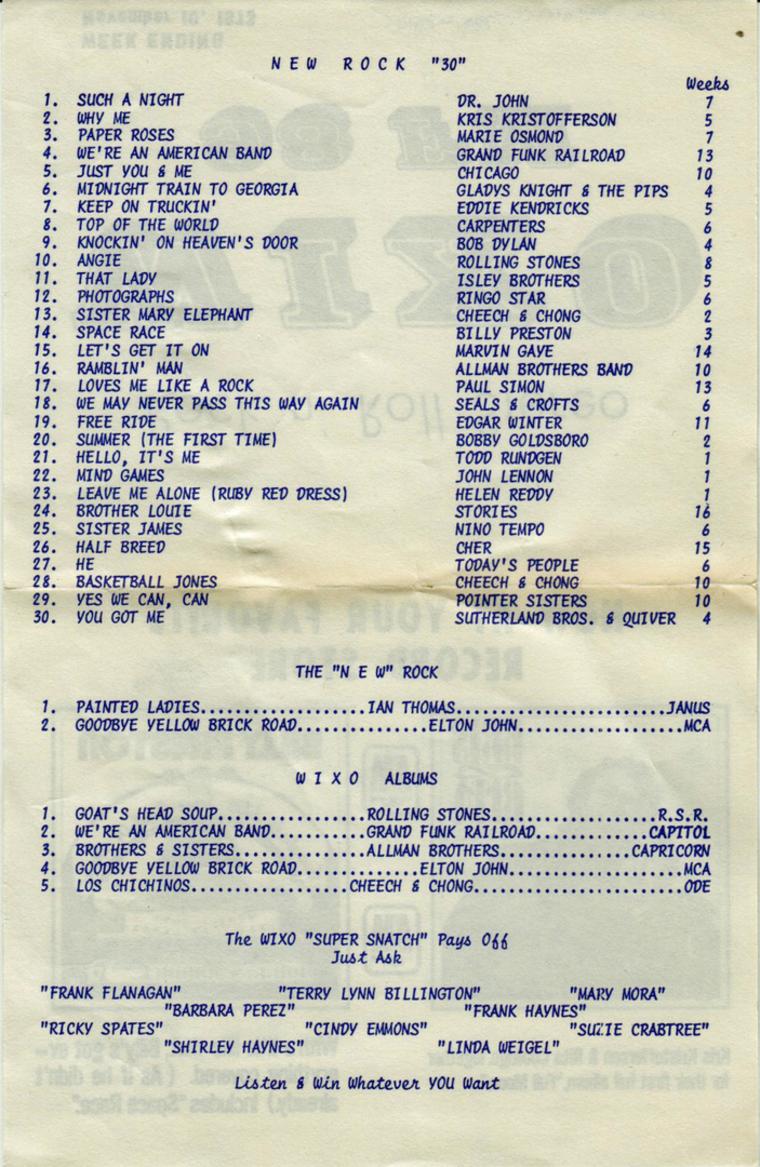 NEW ROCK "30"
Weeks
1. SUCH A NIGHT DR. JOHN 7
2. WHY ME KRIS KRISTOFFERSON 5
3. PAPER ROSES MARIE OSMOND 7
4. WE'RE AN AMERICAN BAND GRAND FUNK RAILROAD 13
5. JUST YOU & ME CHICAGO 10
6. MIDNIGHT TRAIN TO GEORGIA GLADYS KNIGHT & THE PIPS 4
7. KEEP ON TRUCKIN' EDDIE KENDRICKS 5
8. TOP OF THE WORLD CARPENTERS 6
9. KNOCKIN' ON HEAVEN'S DOOR BOB DYLAN 4
10. ANGIE ROLLING STONES 8
11. THAT LADY ISLEY BROTHERS 5
12. PHOTOGRAPHS RINGO STAR 6
13. SISTER MARY ELEPHANT CHEECH & CHONG 2
14. SPACE RACE BILLY PRESTON 3
15. LET'S GET IT ON MARVIN GAYE 14
16. RAMBLIN' MAN ALLMAN BROTHERS BAND 10
17. LOVES ME LIKE A ROCK PAUL SIMON 13
18. WE MAY NEVER PASS THIS WAY AGAIN SEALS & CROFTS 6
19. FREE RIDE EDGAR WINTER 11
20. SUMMER (THE FIRST TIME) BOBBY GOLDSBORO 2
21. HELLO, IT'S ME TODD RUNDGEN 1
22. MIND GAMES JOHN LENNON 1
23. LEAVE ME ALONE (RUBY RED DRESS) HELEN REDDY 1
24. BROTHER LOUIE STORIES 16
25. SISTER JAMES NINO TEMPO 6
26. HALF BREED CHER 15
27. HE TODAY'S PEOPLE 6
28. BASKETBALL JONES CHEECH & CHONG 10
29. YES WE CAN, CAN POINTER SISTERS 10
30. YOU GOT ME SUTHERLAND BROS. & QUIVER 4
THE "N E W" ROCK
1. PAINTED LADIES...................IAN THOMAS.........................JANUS
2. GOODBYE YELLOW BRICK ROAD...............ELTON JOHN...................MCA
W I X O ALBUMS
1. GOAT'S HEAD SOUP.................ROLLING STONES...................R.S.R.
2. WE'RE AN AMERICAN BAND...........GRAND FUNK RAILROAD.............CAPITOL
3. BROTHERS & SISTERS...............ALLMAN BROTHERS...............CAPRICORN
4. GOODBYE YELLOW BRICK ROAD..............ELTON JOHN....................MCA
5. LOS CHICHINOS...................CHEECH & CHONG........................ODE
The WIXO "SUPER SNATCH" Pays Off
Just Ask
"FRANK FLANAGAN" "TERRY LYNN BILLINGTON" "MARY MORA"
"BARBARA PEREZ" "FRANK HAYNES"
"RICKY SPATES" "CINDY EMMONS" "SUZIE CRABTREE"
"SHIRLEY HAYNES" "LINDA WEIGEL"
Listen & Win Whatever YOU Want